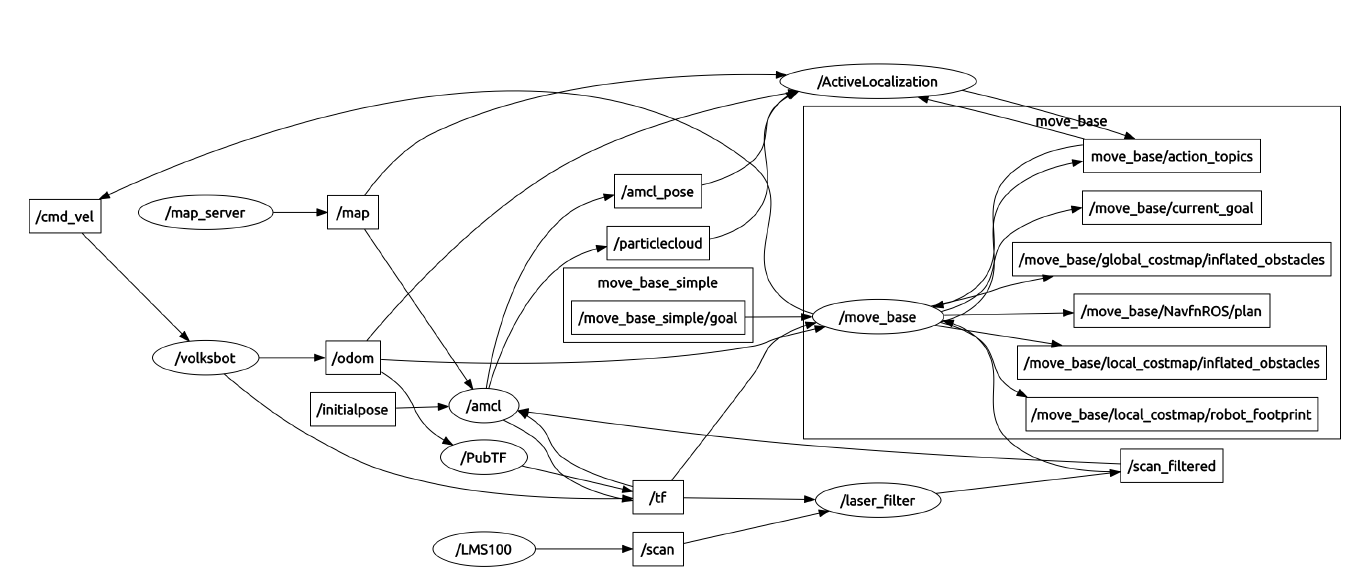 /ActiveLocalization
move_base
move_base/action_topics
/amcl_pose
/cmd_vel
/map_server
/map
/move_base/current_goal
/particlecloud
/move_base/global_costmap/inflated_obstacles
move_base_simple
/move_base_simple/goal
/move_base
/move_base/NavfnROS/plan
/volksbot
/odom
/move_base/local_costmap/inflated_obstacles
/initialpose
/amcl
/move_base/local_costmap/robot_footprint
/PubTF
/scan_filtered
/tf
/laser_filter
/LMS100
/scan